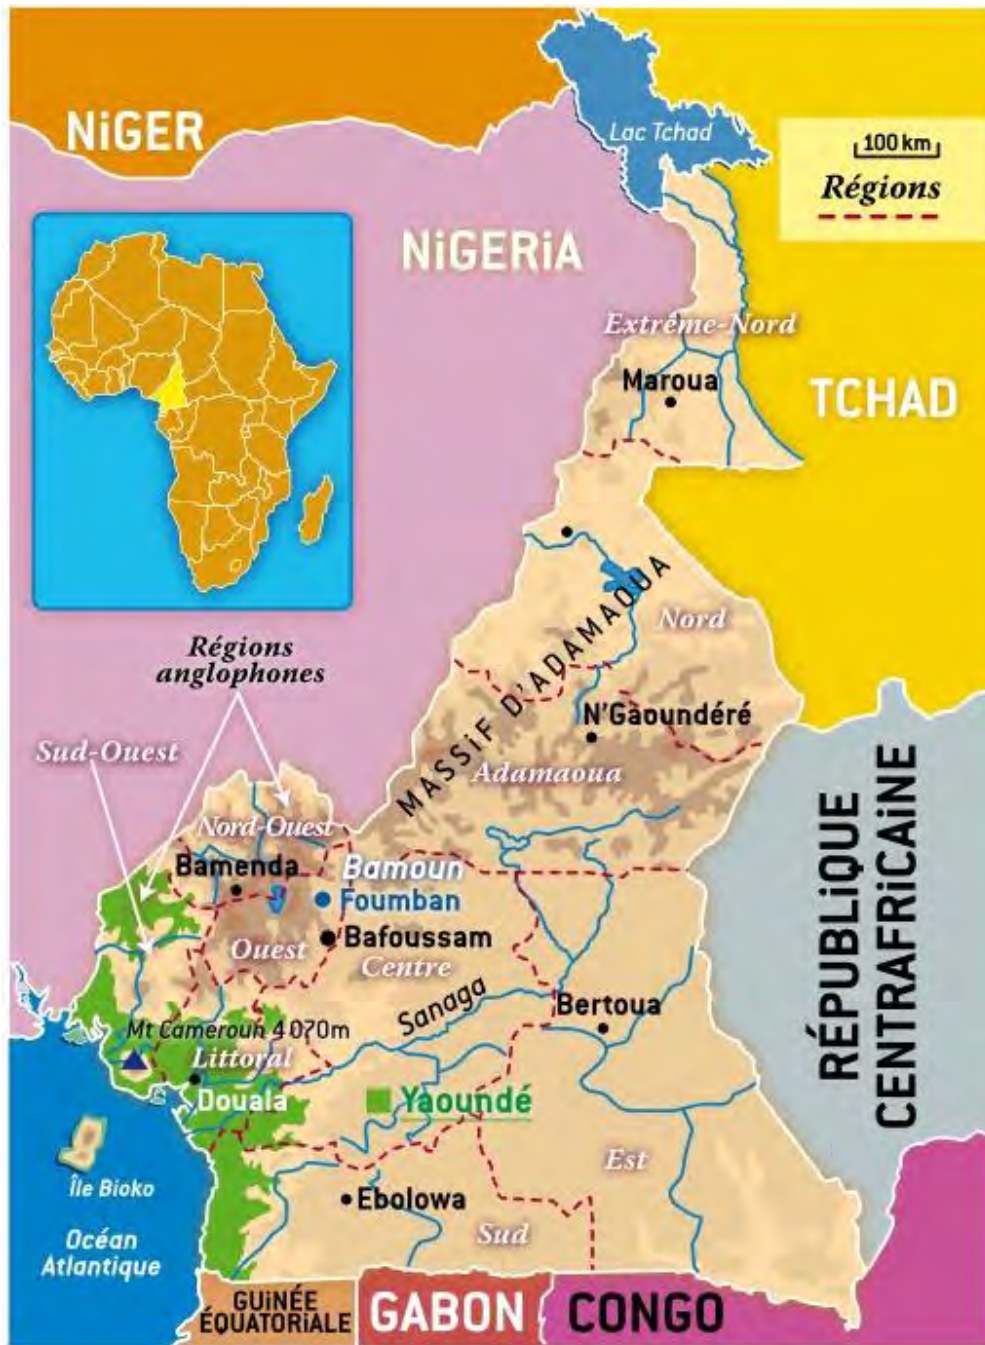 NiGER
Lac Tchad
100 km
Régions
NiGERiA
Extrême-Nord
Maroua
TCHAD
MASSiF D'ADAMAOUA
Nord
Régions
anglophones
N'Gaoundéré
Sud-Ouest
Adamaoua
Nord-Ouest
RÉPUBLiQUE
CENTRAFRiCAiNE
Bamenda
Bamoun
Foumban
Ouest
Bafoussam
Centre
Sanaga
Bertoua
Mt Cameroun 4 070m
Littoral
Douala
Yaoundé
Est
Île Bioko
Ebolowa
Sud
Océan
Atlantique
GUiNÉE
ÉQUATORiALE
GABON
CONGO